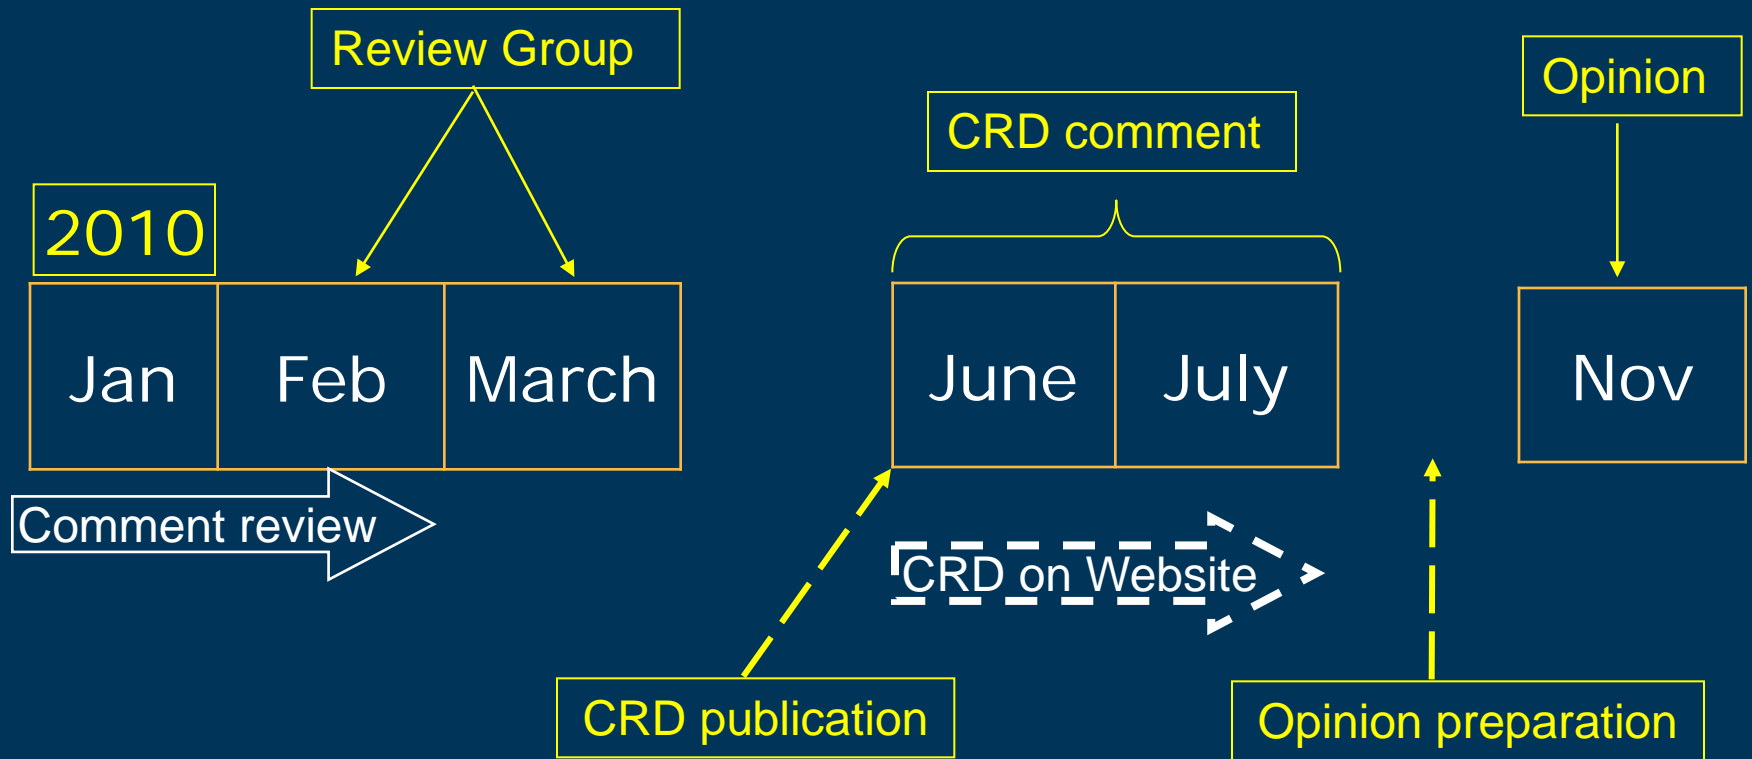 Review Group
Opinion
CRD comment
2010
Jan Feb March June July Nov
Comment review
CRD on Website
CRD publication
Opinion preparation